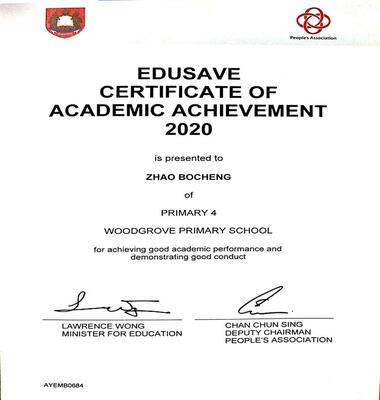 People's Association
EDUSAVE
CERTIFICATE OF
ACADEMIC ACHIEVEMENT
2020
is presented to
ZHAO BOCHENG
of
PRIMARY 4
WOODGROVE PRIMARY SCHOOL
for achieving good academic performance and
demonstrating good conduct
LAWRENCE WONG
MINISTER FOR EDUCATION
CHAN CHUN SING
DEPUTY CHAIRMAN
PEOPLE'S ASSOCIATION
AYEMB0684